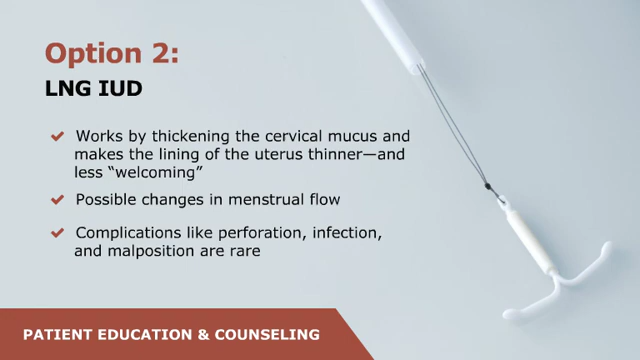 Option 2:
LNG IUD
Works by thickening the cervical mucus and
makes the lining of the uterus thinner—and
less “welcoming”
Possible changes in menstrual flow
Complications like perforation, infection,
and malposition are rare
PATIENT EDUCATION & COUNSELING